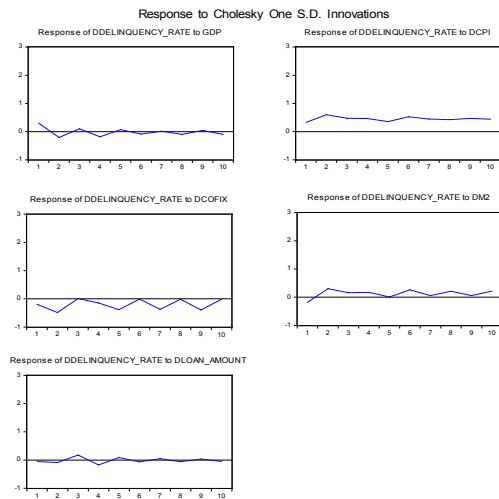 Response to Cholesky One S.D. Innovations
Response of DDELINQUENCY_RATE to GDP
3
2
1
0
-1
1 2 3 4 5 6 7 8 9 10
Response of DDELINQUENCY_RATE to DCPI
3
2
1
0
-1
1 2 3 4 5 6 7 8 9 10
Response of DDELINQUENCY_RATE to DCOFIX
3
2
1
0
-1
1 2 3 4 5 6 7 8 9 10
Response of DDELINQUENCY_RATE to DM2
3
2
1
0
-1
1 2 3 4 5 6 7 8 9 10
Response of DDELINQUENCY_RATE to DLOAN_AMOUNT
3
2
1
0
-1
1 2 3 4 5 6 7 8 9 10